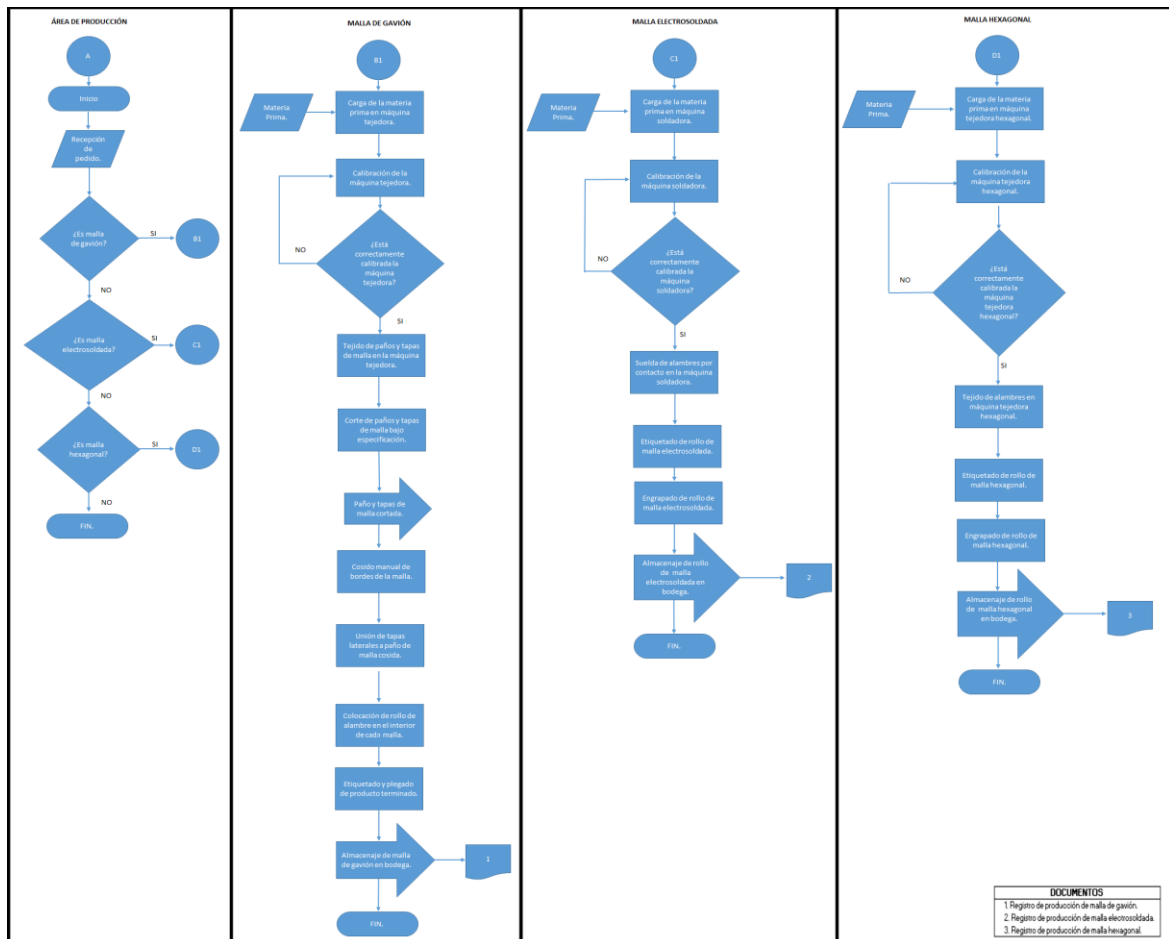 ÁREA DE PRODUCCIÓN
A
Inicio
Recepción
de
pedido.
¿Es malla
de gavión?
SI
B1
NO
¿Es malla
electrosoldada?
SI
C1
NO
¿Es malla
hexagonal?
SI
D1
NO
FIN.
MALLA DE GAVIÓN
B1
Materia
Prima.
Carga de la materia
prima en máquina
tejedora.
Calibración de la
máquina tejedora.
NO
¿Está
correctamente
calibrada la
máquina
tejedora?
SI
Tejido de paños y tapas
de malla en la máquina
tejedora.
Corte de paños y tapas
de malla bajo
especificación.
Paño y tapas de
malla cortada.
Cosido manual de
bordes de la malla.
Unión de tapas
laterales a paño de
malla cosida.
Colocación de rollo de
alambre en el interior
de cado malla.
Etiquetado y plegado
de producto terminado.
Almacenaje de malla
de gavión en bodega.
1
FIN.
MALLA ELECTROSOLDADA
C1
Materia
Prima.
Carga de la materia
prima en máquina
soldadora.
Calibración de la
máquina soldadora.
NO
¿Está
correctamente
calibrada la
máquina
soldadora?
SI
Suelda de alambres por
contacto en la máquina
soldadora.
Etiquetado de rollo de
malla electrosoldada.
Engrapado de rollo de
malla electrosoldada.
Almacenaje de rollo
de malla
electrosoldada en
bodega.
2
FIN.
MALLA HEXAGONAL
D1
Materia
Prima.
Carga de la materia
prima en máquina
tejedora hexagonal.
Calibración de la
máquina tejedora
hexagonal.
NO
¿Está
correctamente
calibrada la
máquina
tejedora
hexagonal?
SI
Tejido de alambres en
máquina tejedora
hexagonal.
Etiquetado de rollo de
malla hexagonal.
Engrapado de rollo de
malla hexagonal.
Almacenaje de rollo
de malla hexagonal
en bodega.
3
FIN.
DOCUMENTOS
1. Registro de producción de malla de gavión.
2. Registro de producción de malla electrosoldada.
3. Registro de producción de malla hexagonal.